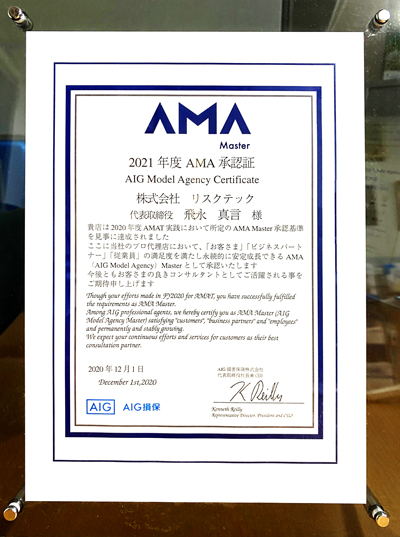 AMA
Master
2021 年度 AMA 承認証
AIG Model Agency Certificate
株式会社 リスクテック
代表取締役 飛永 真言 様
貴店は2020年度AMAT実践において所定のAMA Master承認基準
を見事に達成されました
ここに当社のプロ代理店において、「お客さま」「ビジネスパート
ナー」「従業員」の満足度を満たし永続的に安定成長できる AMA
（AIG Model Agency）Master として承認いたします
今後ともお客さまの良きコンサルタントとしてご活躍される事を
ご期待申し上げます
Though your efforts made in FY2020 for AMAT, you have successfully fulfilled
the requirements as AMA Master.
Among AIG professional agents, we hereby certify you as AMA Master (AIG
Model Agency Master) satisfying "customers", "business partners" and "employees"
and permanently and stably growing.
We expect your continuous efforts and services for customers as their best
consultation partner.
2020 年 12 月 1 日
December 1st,2020
AIG 損害保険株式会社
代表取締役社長兼CEO
K Reilly
Kenneth Reilly
Representative Director, President and CEO
AIG AIG損保